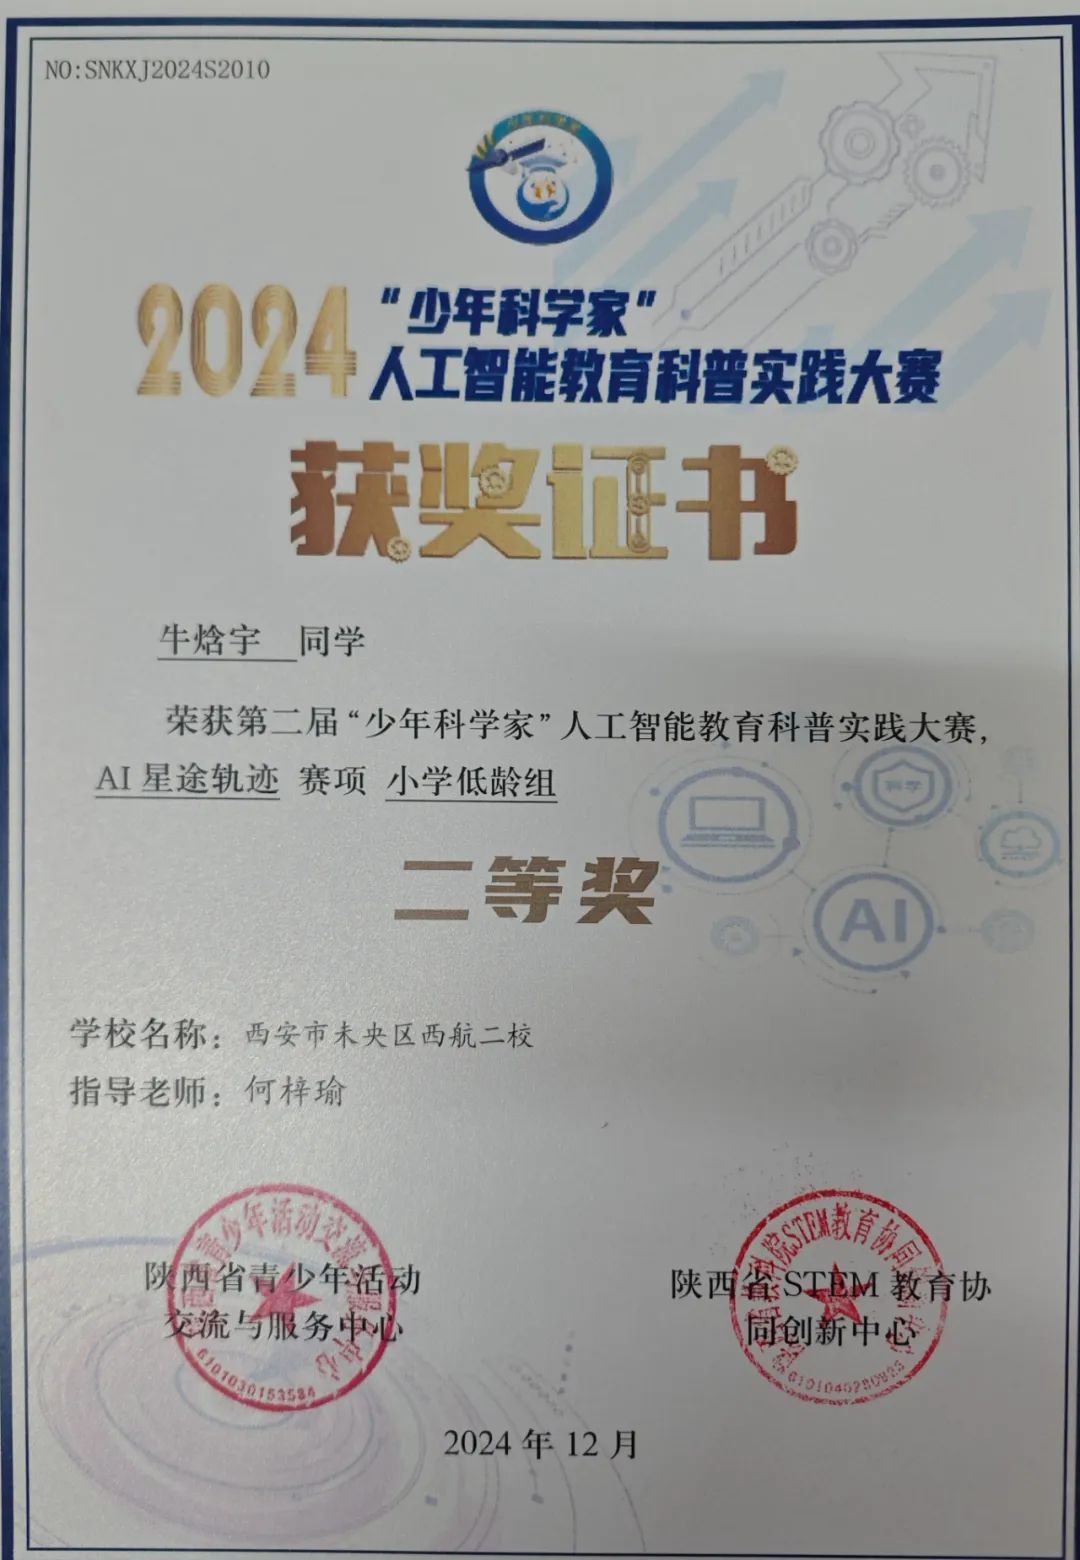 NO:SNKXJ2024S2010
2024
“少年科学家”
人工智能教育科普实践大赛
获奖证书
牛焓宇 同学
荣获第二届“少年科学家”人工智能教育科普实践大赛，
AI 星途轨迹 赛项 小学低龄组
科学
二等奖
AI
学校名称：西安市未央区西航二校
指导老师：何梓瑜
陕西省青少年活动
交流与服务中心
6101030153584
陕西省 STEM 教育协
同创新中心
2024 年 12 月